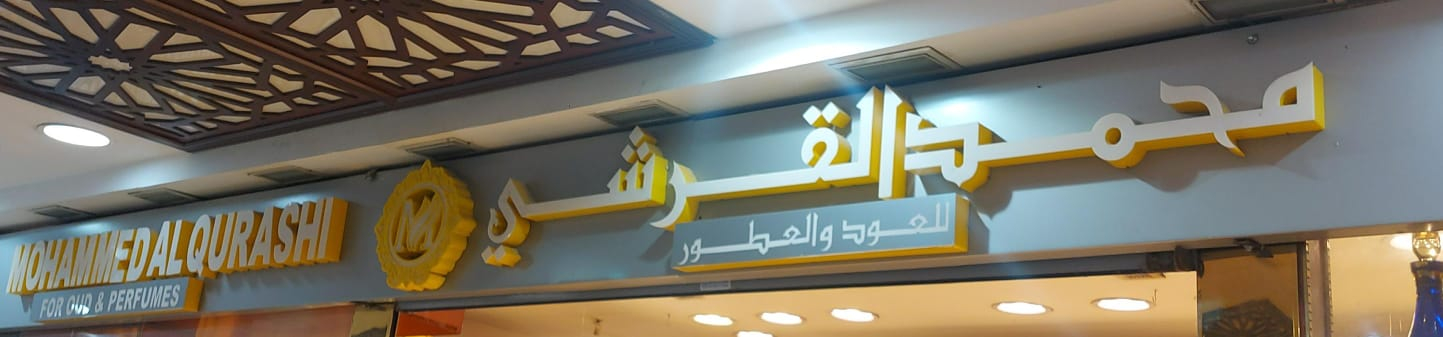 محمد القرشي
للعود والعطور
MOHAMMED AL QURASHI
FOR OUD & PERFUMES